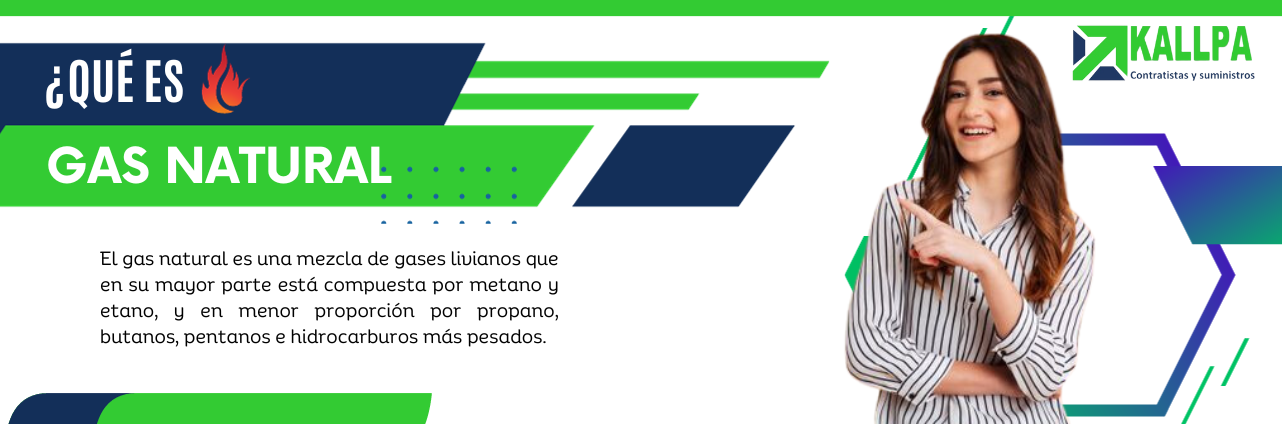 ¿QUÉ ES
GAS NATURAL
KALLPA
Contratistas y suministros
El gas natural es una mezcla de gases livianos que
en su mayor parte está compuesta por metano y
etano, y en menor proporción por propano,
butanos, pentanos e hidrocarburos más pesados.